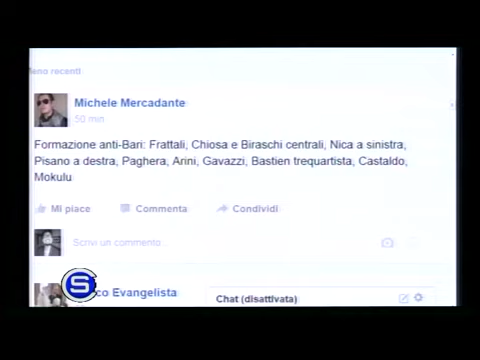 Meno recenti
Michele Mercadante
50 min
Formazione anti-Bari: Frattali, Chiosa e Biraschi centrali, Nica a sinistra,
Pisano a destra, Paghera, Arini, Gavazzi, Bastien trequartista, Castaldo,
Mokulu
Mi piace Commenta Condividi
Scrivi un commento...
S
co Evangelista
Chat (disattivata)